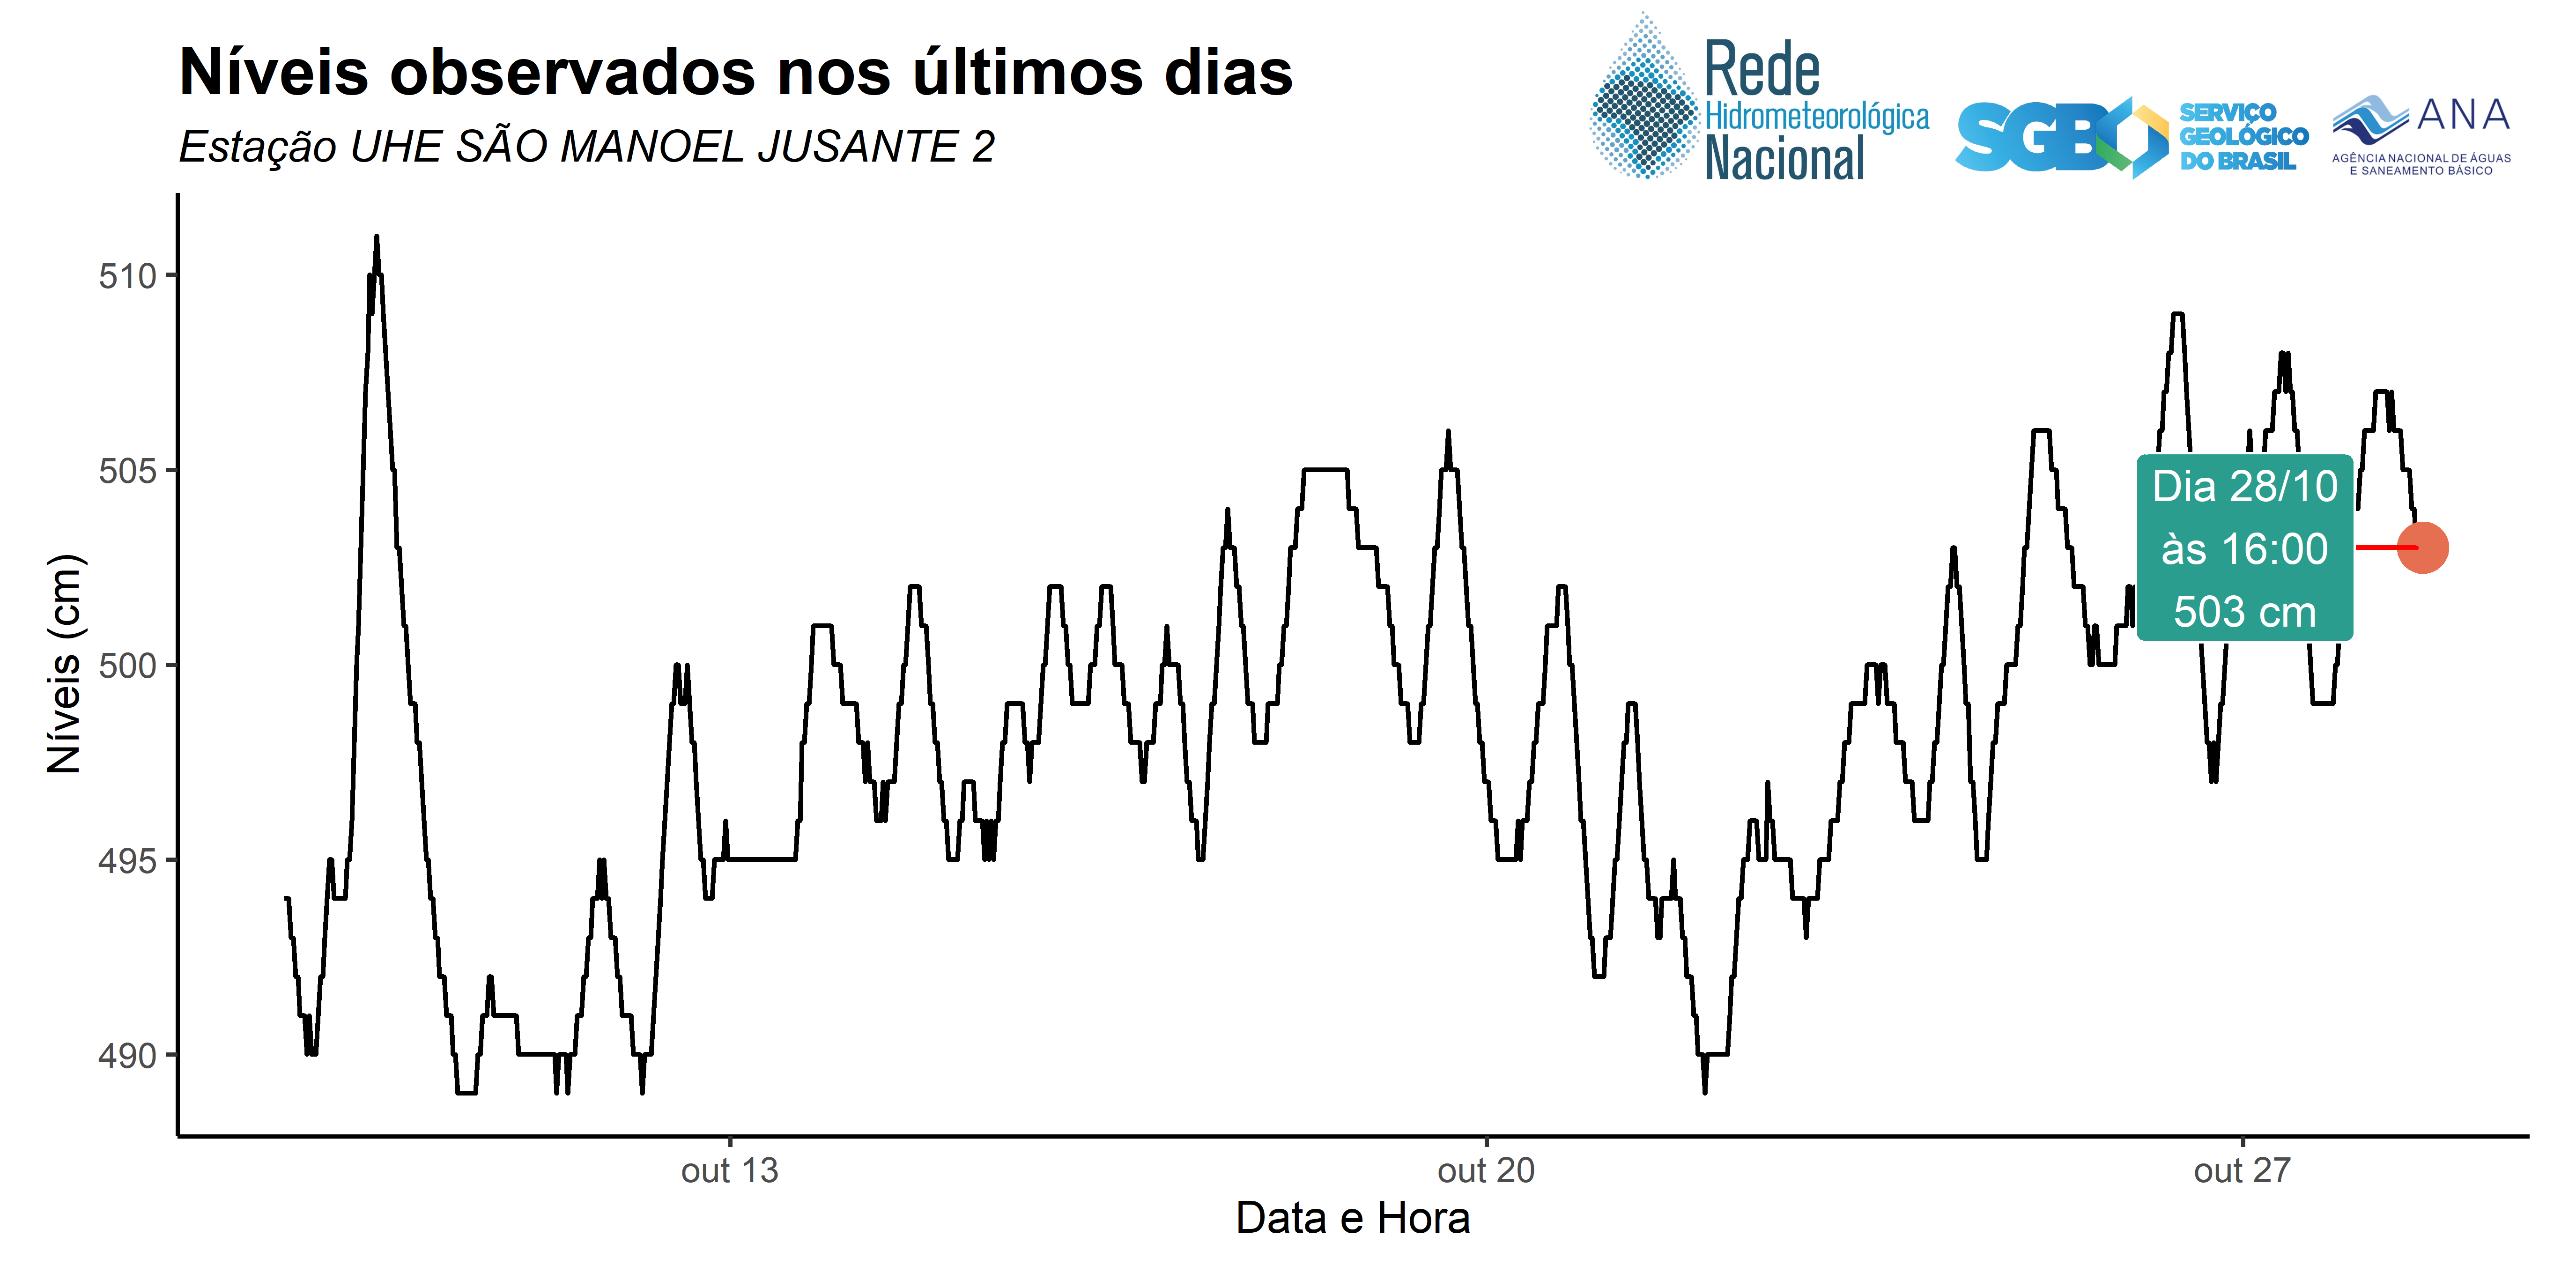 Níveis observados nos últimos dias
Estação UHE SÃO MANOEL JUSANTE 2
Rede
Hidrometeorológica
Nacional
SGB
SERVIÇO
GEOLÓGICO
DO BRASIL
ANA
AGÊNCIA NACIONAL DE ÁGUAS
E SANEAMENTO BÁSICO
Níveis (cm)
510
505
500
495
490
Dia 28/10
às 16:00
503 cm
out 13
out 20
out 27
Data e Hora